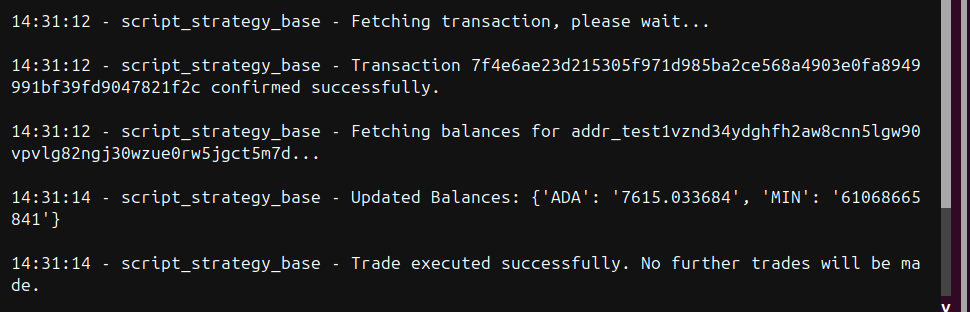 14:31:12 - script_strategy_base - Fetching transaction, please wait...
14:31:12 - script_strategy_base - Transaction 7f4e6ae23d215305f971d985ba2ce568a4903e0fa8949
991bf39fd9047821f2c confirmed successfully.
14:31:12 - script_strategy_base - Fetching balances for addr_test1vznd34ydghfh2aw8cnn5lgw90
vpvlg82ngj30wzue0rw5jgct5m7d...
14:31:14 - script_strategy_base - Updated Balances: {'ADA': '7615.033684', 'MIN': '61068665
841'}
14:31:14 - script_strategy_base - Trade executed successfully. No further trades will be ma
de.
v